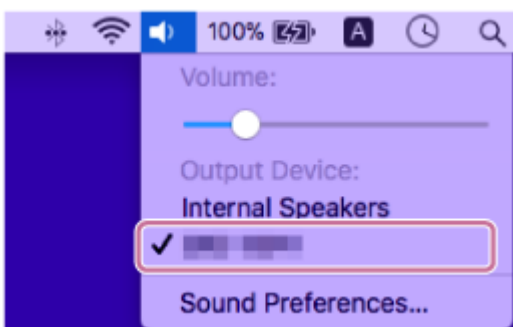 100% A
Volume:
Output Device:
Internal Speakers
Sound Preferences...